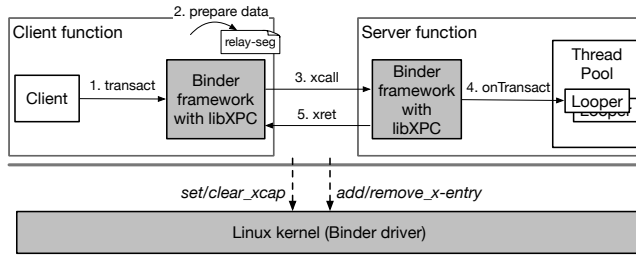 2. prepare data
Client function
relay-seg
Server function
Thread
Pool
Client
1. transact
Binder
framework
with libXPC
3. xcall
5. xret
Binder
framework
with libXPC
4. onTransact
Looper
Looper
set/clear_xcap
add/remove_x-entry
Linux kernel (Binder driver)